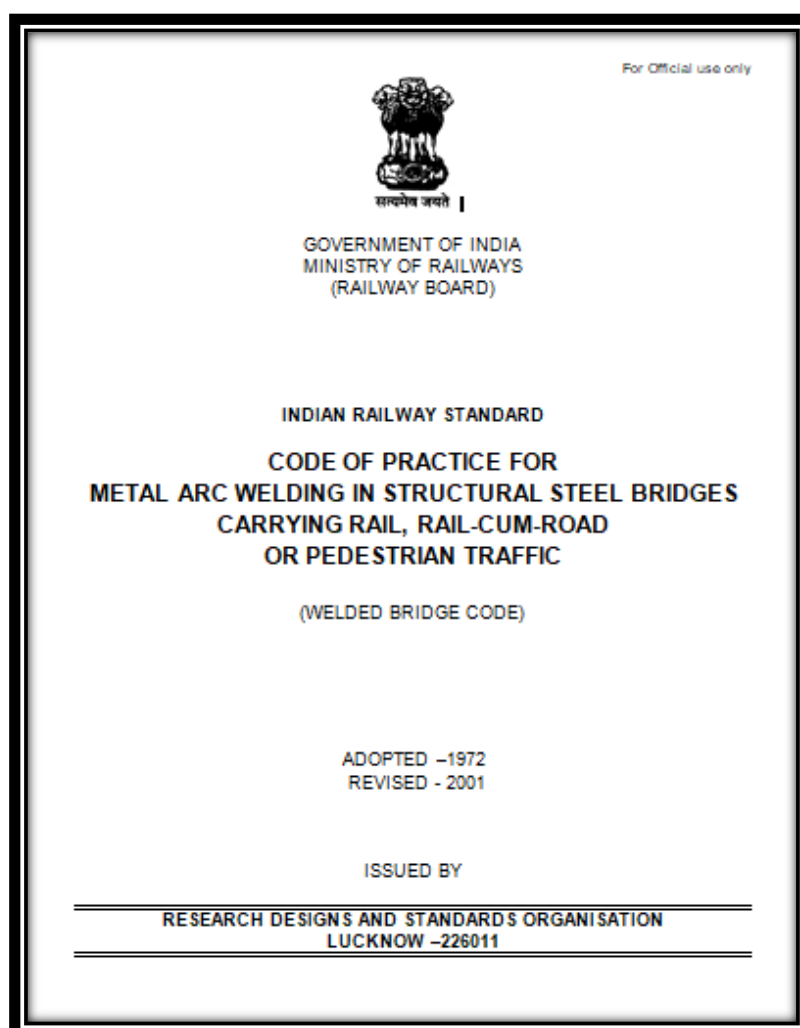 For Official use only
सत्यमेव जयते
GOVERNMENT OF INDIA
MINISTRY OF RAILWAYS
(RAILWAY BOARD)
INDIAN RAILWAY STANDARD
CODE OF PRACTICE FOR
METAL ARC WELDING IN STRUCTURAL STEEL BRIDGES
CARRYING RAIL, RAIL-CUM-ROAD
OR PEDESTRIAN TRAFFIC
(WELDED BRIDGE CODE)
ADOPTED –1972
REVISED - 2001
ISSUED BY
RESEARCH DESIGNS AND STANDARDS ORGANISATION
LUCKNOW –226011